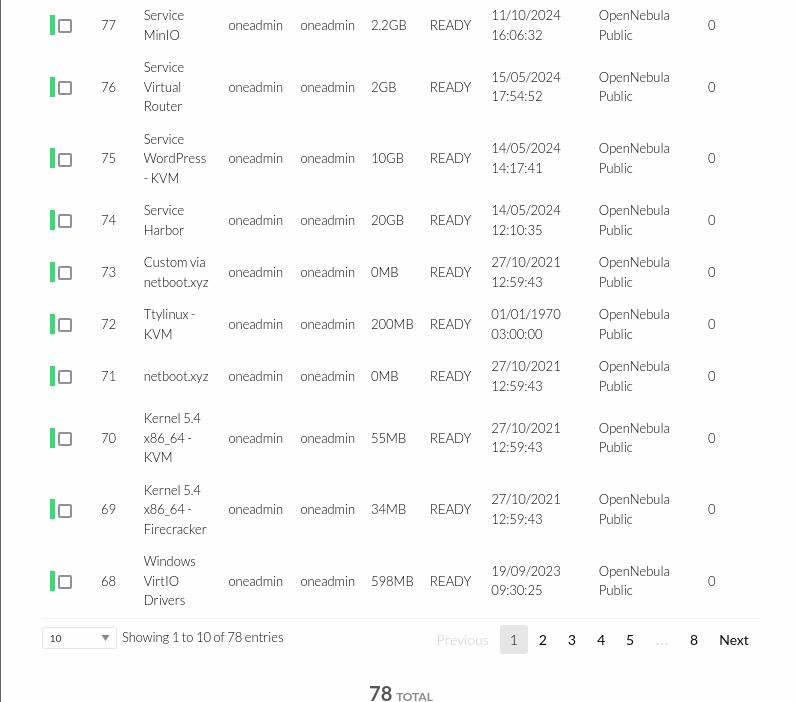 77 Service MinIO oneadmin oneadmin 2.2GB READY 11/10/2024 16:06:32 OpenNebula Public 0
76 Service Virtual Router oneadmin oneadmin 2GB READY 15/05/2024 17:54:52 OpenNebula Public 0
75 Service WordPress - KVM oneadmin oneadmin 10GB READY 14/05/2024 14:17:41 OpenNebula Public 0
74 Service Harbor oneadmin oneadmin 20GB READY 14/05/2024 12:10:35 OpenNebula Public 0
73 Custom via netboot.xyz oneadmin oneadmin 0MB READY 27/10/2021 12:59:43 OpenNebula Public 0
72 Ttylinux - KVM oneadmin oneadmin 200MB READY 01/01/1970 03:00:00 OpenNebula Public 0
71 netboot.xyz oneadmin oneadmin 0MB READY 27/10/2021 12:59:43 OpenNebula Public 0
70 Kernel 5.4 x86_64 - KVM oneadmin oneadmin 55MB READY 27/10/2021 12:59:43 OpenNebula Public 0
69 Kernel 5.4 x86_64 - Firecracker oneadmin oneadmin 34MB READY 27/10/2021 12:59:43 OpenNebula Public 0
68 Windows VirtIO Drivers oneadmin oneadmin 598MB READY 19/09/2023 09:30:25 OpenNebula Public 0
10 Showing 1 to 10 of 78 entries Previous 1 2 3 4 5 ... 8 Next
78 TOTAL